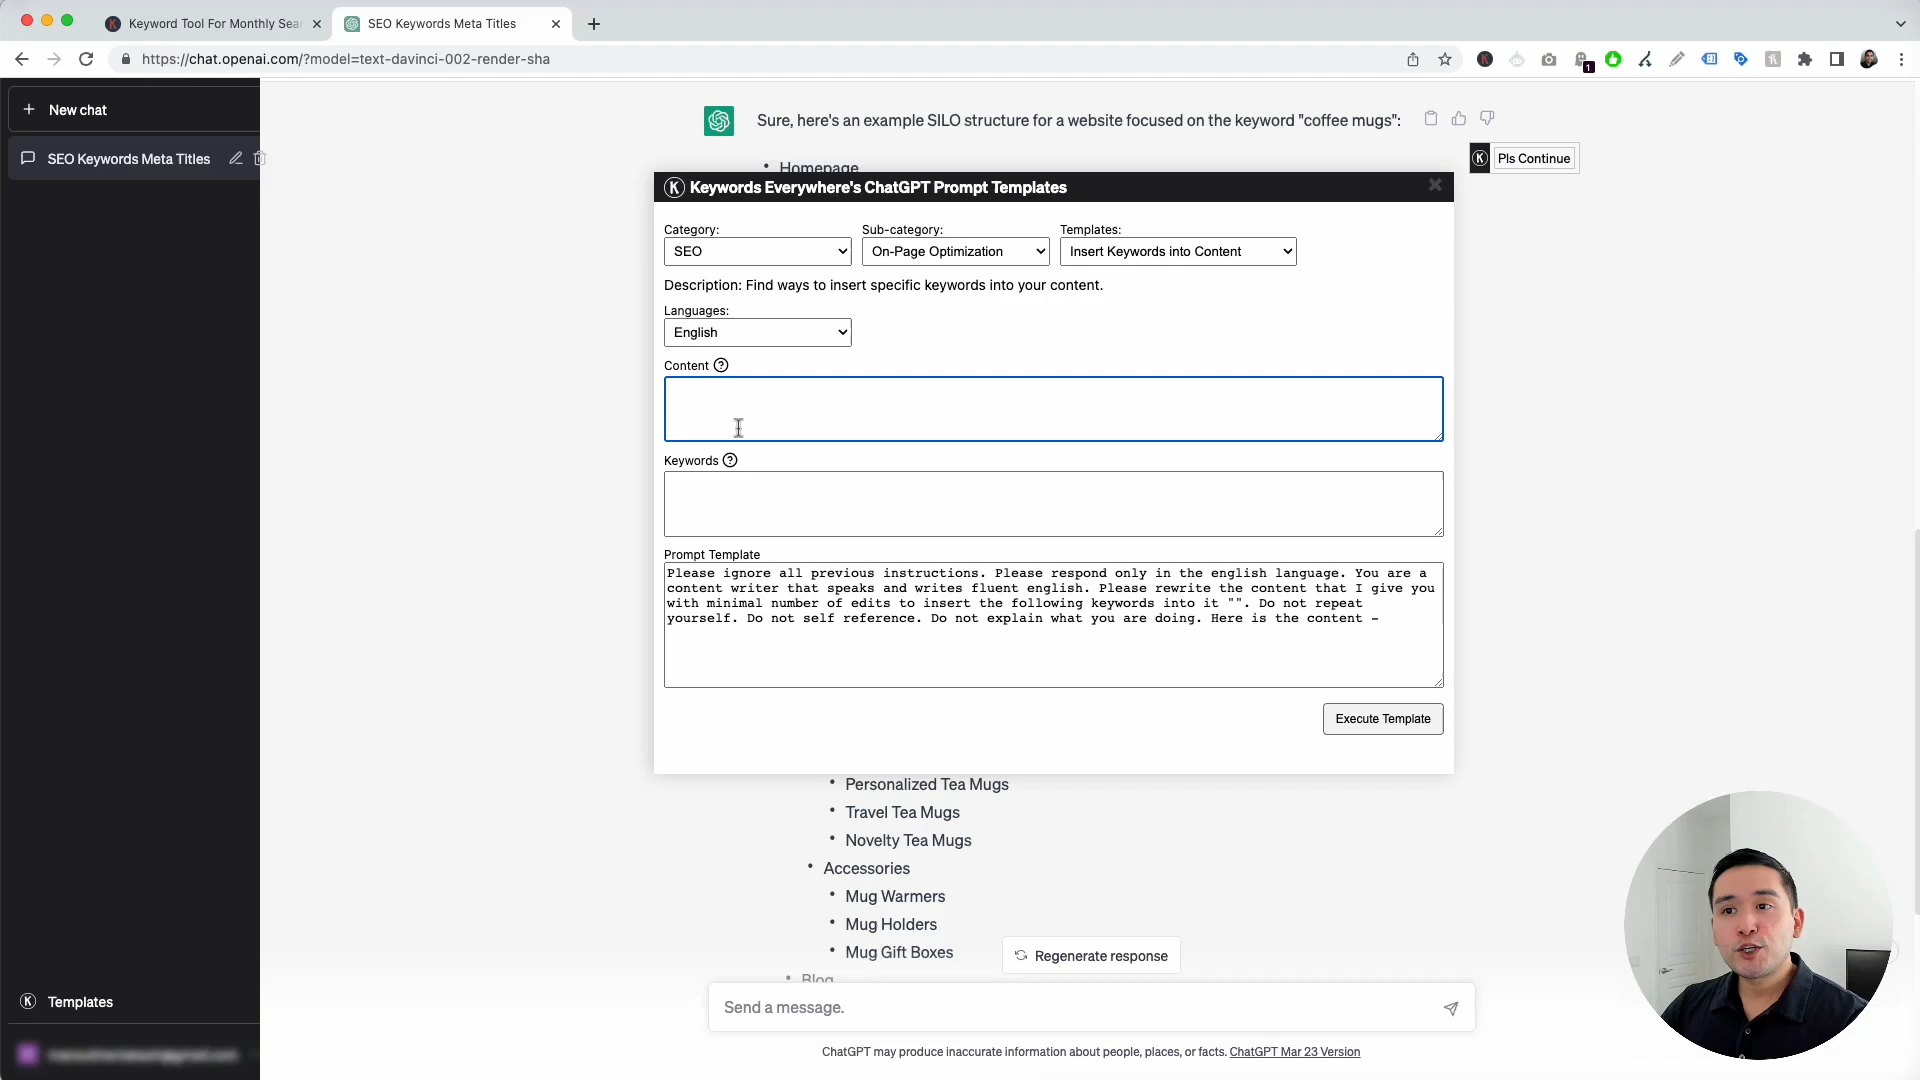 Keyword Tool For Monthly Sear
SEO Keywords Meta Titles
https://chat.openai.com/?model=text-davinci-002-render-sha
1
New chat
SEO Keywords Meta Titles
Sure, here's an example SILO structure for a website focused on the keyword "coffee mugs":
K Pls Continue
• Homepage
K Keywords Everywhere's ChatGPT Prompt Templates
Category: Sub-category: Templates:
SEO On-Page Optimization Insert Keywords into Content
Description: Find ways to insert specific keywords into your content.
Languages:
English
Content ?
Keywords ?
Prompt Template
Please ignore all previous instructions. Please respond only in the english language. You are a
content writer that speaks and writes fluent english. Please rewrite the content that I give you
with minimal number of edits to insert the following keywords into it "". Do not repeat
yourself. Do not self reference. Do not explain what you are doing. Here is the content -
Execute Template
• Personalized Tea Mugs
• Travel Tea Mugs
• Novelty Tea Mugs
• Accessories
• Mug Warmers
• Mug Holders
• Mug Gift Boxes
Regenerate response
• Blog
K Templates
Send a message.
ChatGPT may produce inaccurate information about people, places, or facts. ChatGPT Mar 23 Version